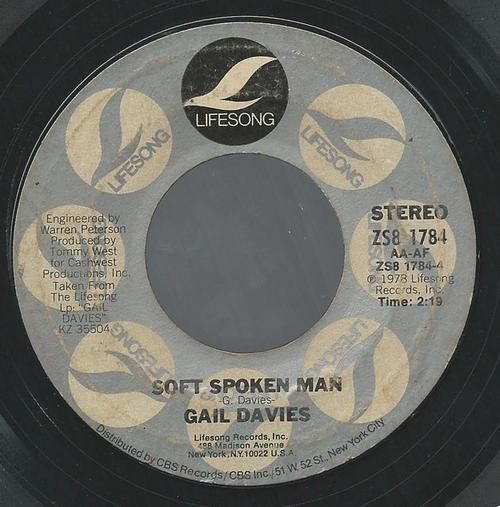 LIFESONG
LIFESONG
LIFESONG
Engineered by
Warren Peterson
Produced by
Tommy West
for Cashwest
Productions, Inc.
Taken From
The Lifesong
Lp: "GAIL
DAVIES"
KZ 35504
STEREO
ZS8 1784
AA-AF
ZS8 1784-4
℗ 1978 Lifesong
Records, Inc.
Time: 2:19
LIFESONG
LIFESONG
SOFT SPOKEN MAN
-G. Davies-
GAIL DAVIES
Lifesong Records, Inc.
488 Madison Avenue
New York, N.Y. 10022 U.S.A.
Distributed by CBS Records/CBS Inc./51 W. 52 St., New York City